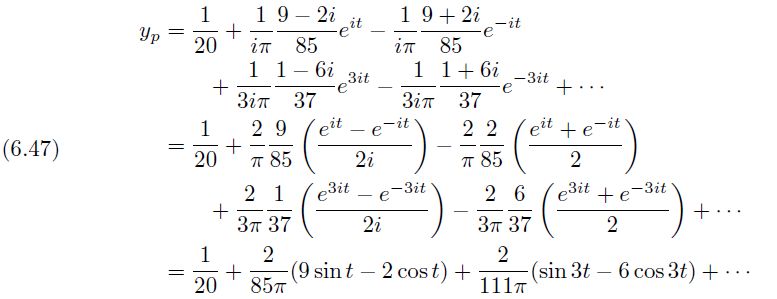 y_p = \frac{1}{20} + \frac{1}{i\pi} \frac{9-2i}{85} e^{it} - \frac{1}{i\pi} \frac{9+2i}{85} e^{-it}
+ \frac{1}{3i\pi} \frac{1-6i}{37} e^{3it} - \frac{1}{3i\pi} \frac{1+6i}{37} e^{-3it} + \cdots
(6.47) = \frac{1}{20} + \frac{2}{\pi} \frac{9}{85} \left( \frac{e^{it} - e^{-it}}{2i} \right) - \frac{2}{\pi} \frac{2}{85} \left( \frac{e^{it} + e^{-it}}{2} \right)
+ \frac{2}{3\pi} \frac{1}{37} \left( \frac{e^{3it} - e^{-3it}}{2i} \right) - \frac{2}{3\pi} \frac{6}{37} \left( \frac{e^{3it} + e^{-3it}}{2} \right) + \cdots
= \frac{1}{20} + \frac{2}{85\pi} (9 \sin t - 2 \cos t) + \frac{2}{111\pi} (\sin 3t - 6 \cos 3t) + \cdots